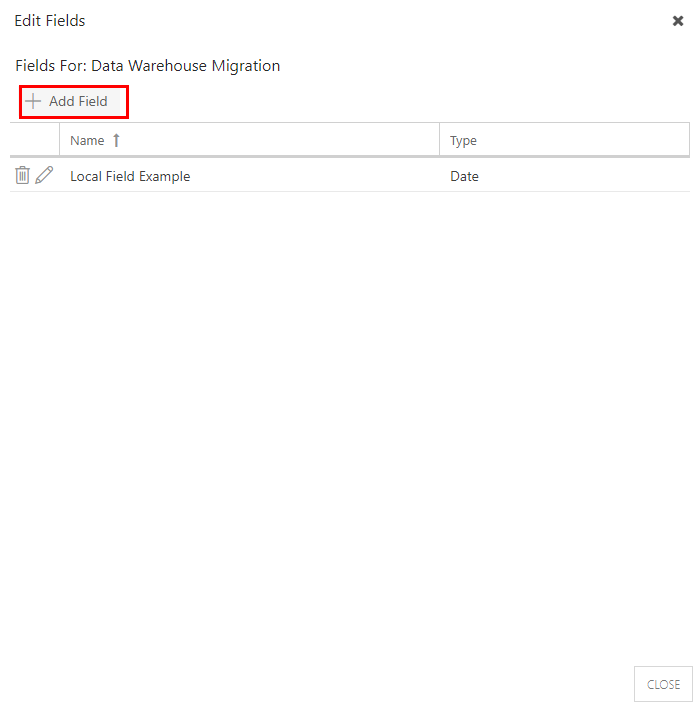 Edit Fields
Fields For: Data Warehouse Migration
Add Field
Name Type
Local Field Example Date
CLOSE